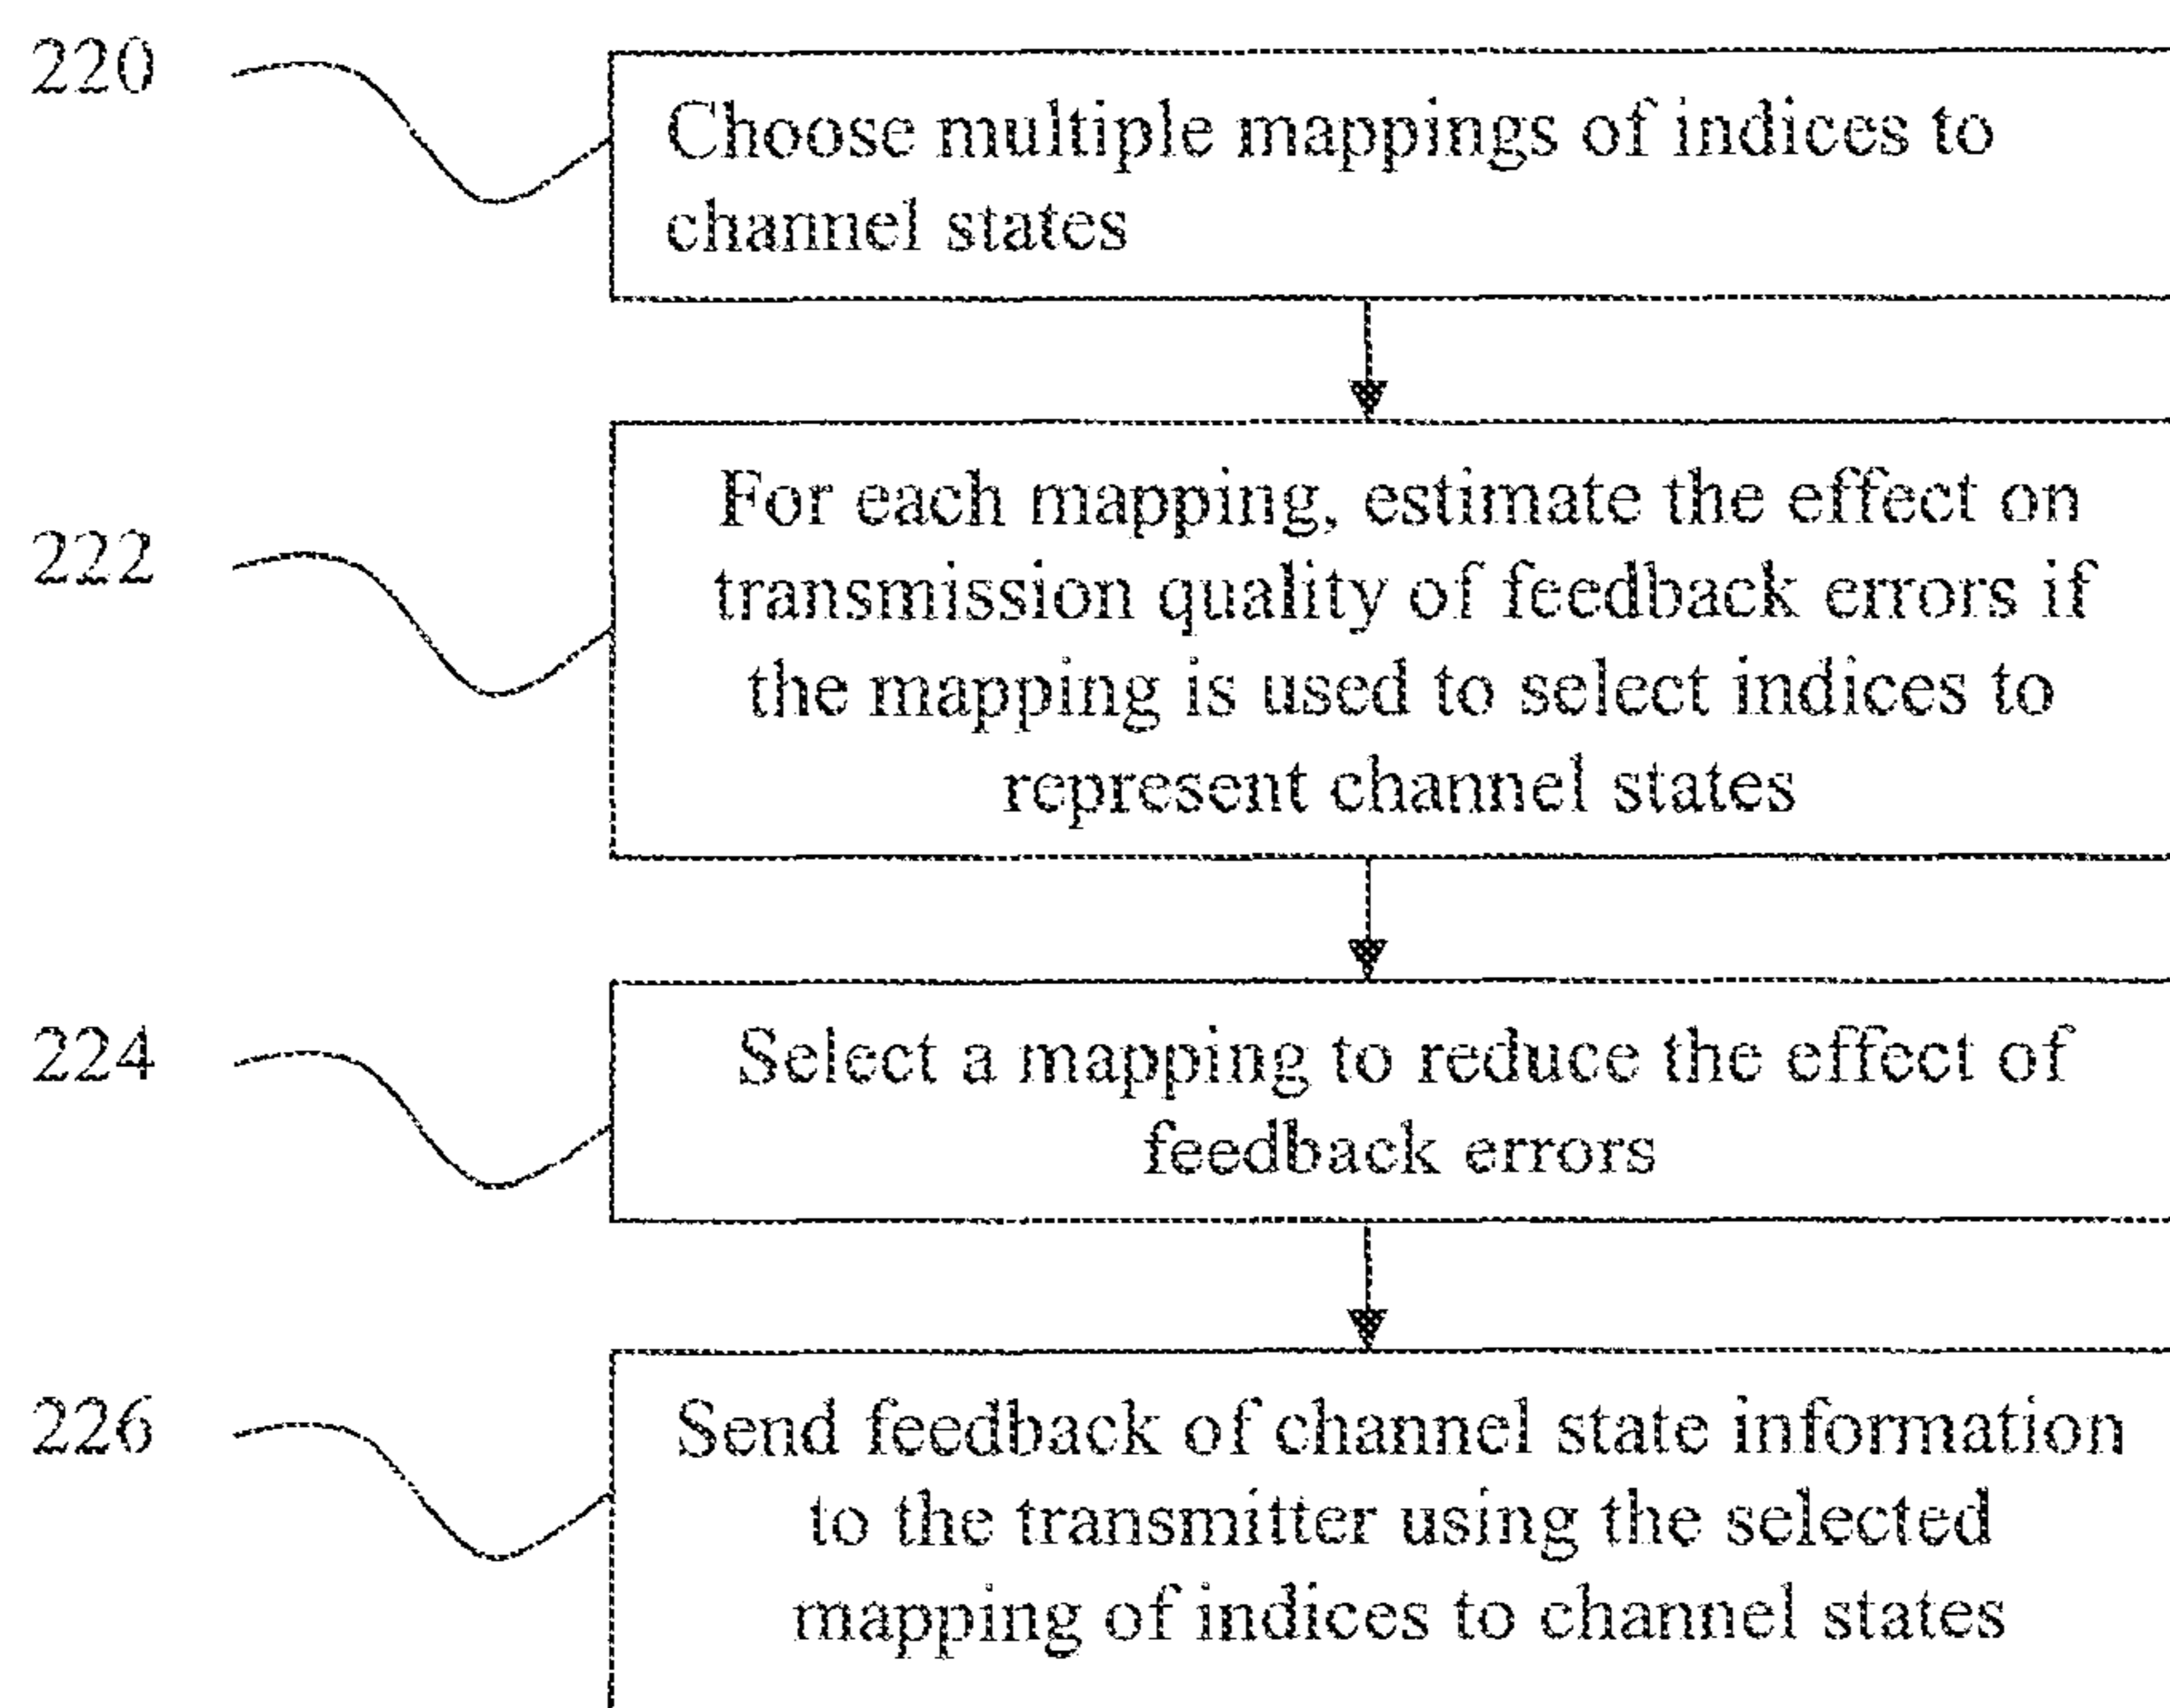 220
Choose multiple mappings of indices to
channel states
222
For each mapping, estimate the effect on
transmission quality of feedback errors if
the mapping is used to select indices to
represent channel states
224
Select a mapping to reduce the effect of
feedback errors
226
Send feedback of channel state information
to the transmitter using the selected
mapping of indices to channel states